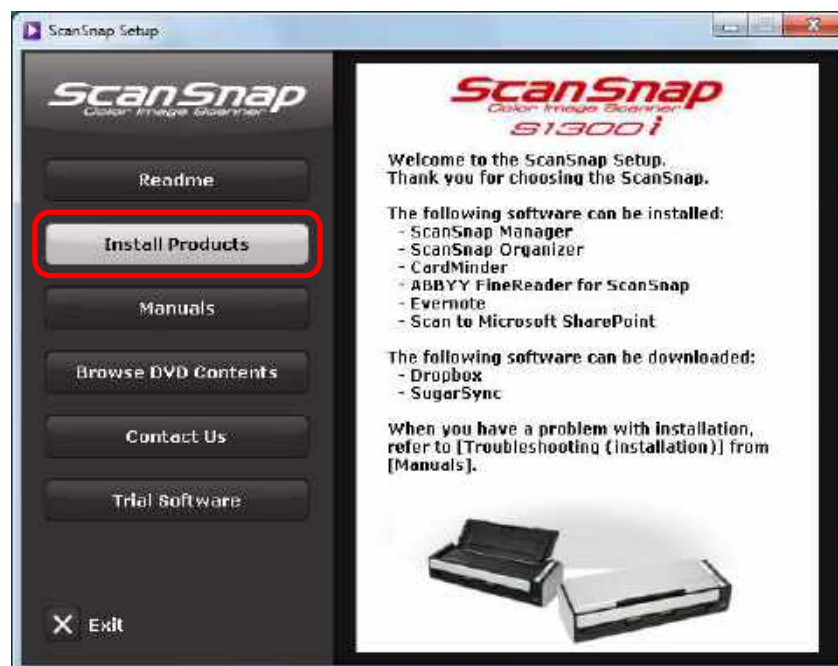 ScanSnap Setup
ScanSnap
Color Image Scanner
Readme
Install Products
Manuals
Browse DVD Contents
Contact Us
Trial Software
Exit
ScanSnap
Color Image Scanner
S1300i
Welcome to the ScanSnap Setup.
Thank you for choosing the ScanSnap.
The following software can be installed:
- ScanSnap Manager
- ScanSnap Organizer
- CardMinder
- ABBYY FineReader for ScanSnap
- Evernote
- Scan to Microsoft SharePoint
The following software can be downloaded:
- Dropbox
- SugarSync
When you have a problem with installation,
refer to [Troubleshooting (installation)] from
[Manuals].